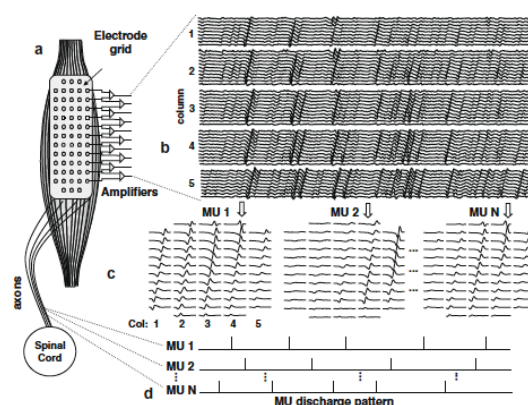 a
Electrode
grid
Amplifiers
axons
Spinal
Cord
1
2
3
4
5
column
b
MU 1
MU 2
MU N
...
...
c
Col: 1 2 3 4 5
MU 1
MU 2
MU N
d
MU discharge pattern